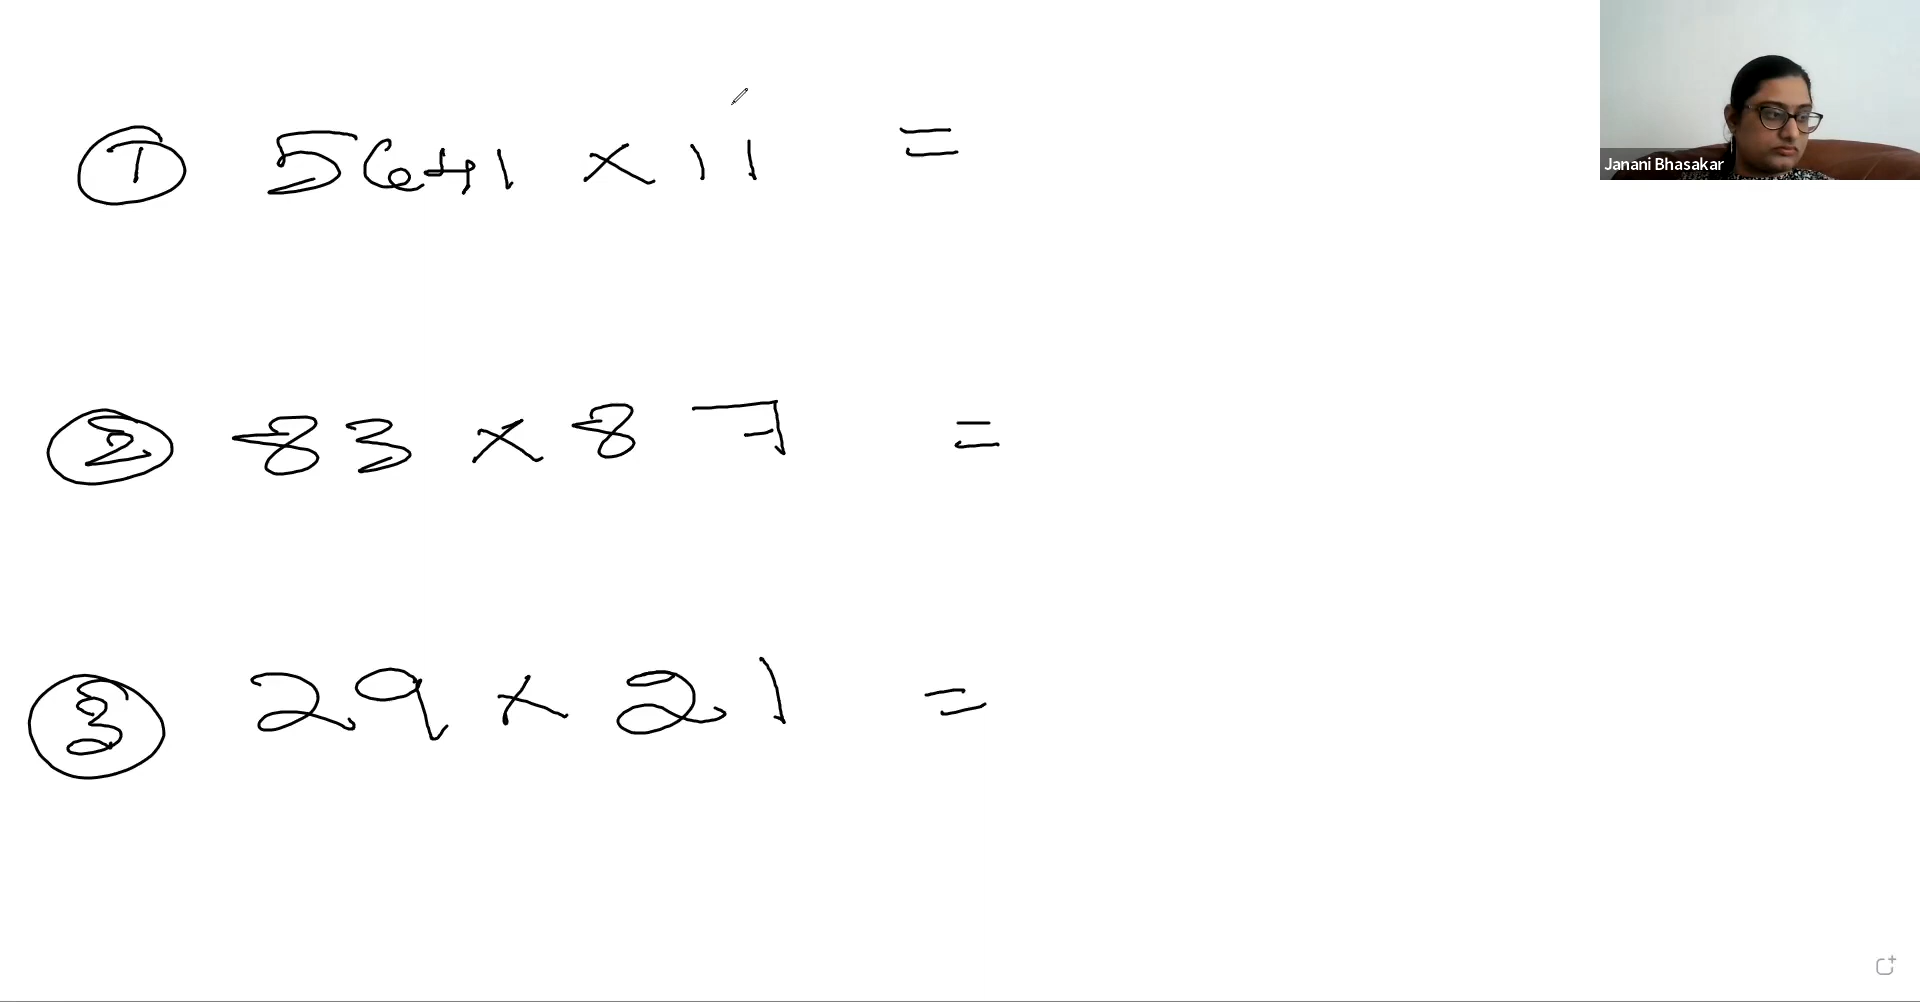 ① 5641 × 11 =
Janani Bhasakar
② 83 × 87 =
③ 29 × 21 =